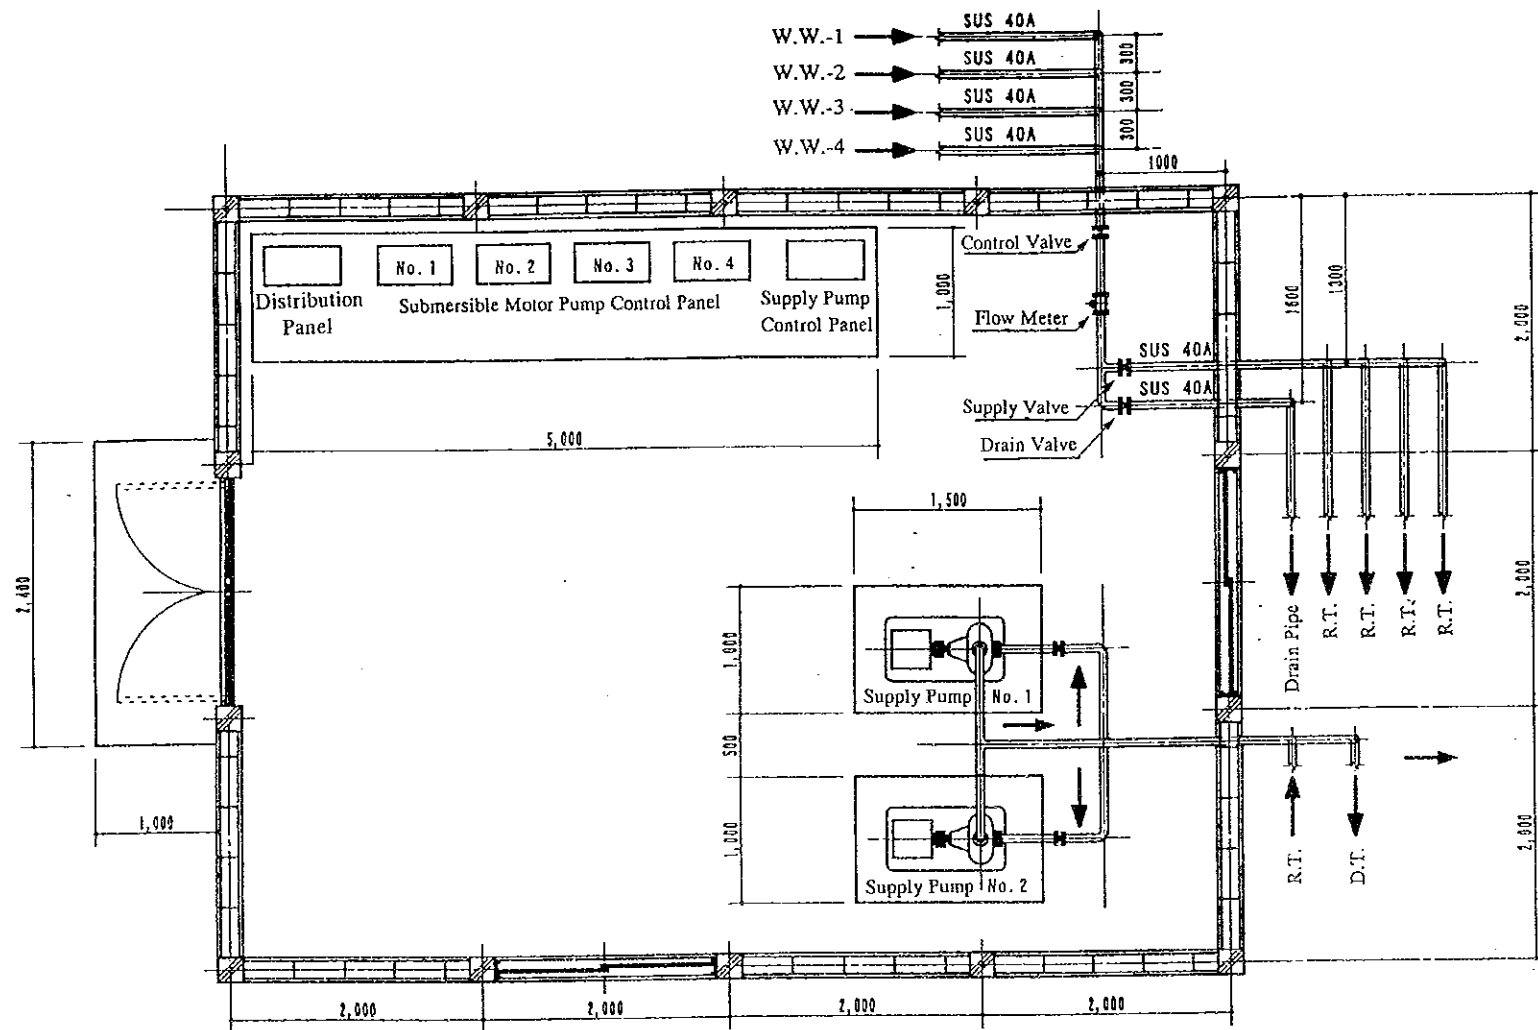 SUS 40A
W.W.-1
300
SUS 40A
W.W.-2
300
SUS 40A
W.W.-3
300
SUS 40A
W.W.-4
1000
Control Valve
No. 1
No. 2
No. 3
No. 4
Distribution
Panel
Submersible Motor Pump Control Panel
Supply Pump
Control Panel
1,000
Flow Meter
1600
1300
2,000
SUS 40A
SUS 40A
Supply Valve
Drain Valve
5,000
1,500
2,400
2,000
Drain Pipe
R.T.
R.T.
R.T.
R.T.
1,000
Supply Pump No. 1
500
1,000
1,000
Supply Pump No. 2
R.T.
D.T.
2,000
2,000
2,000
2,000
2,000